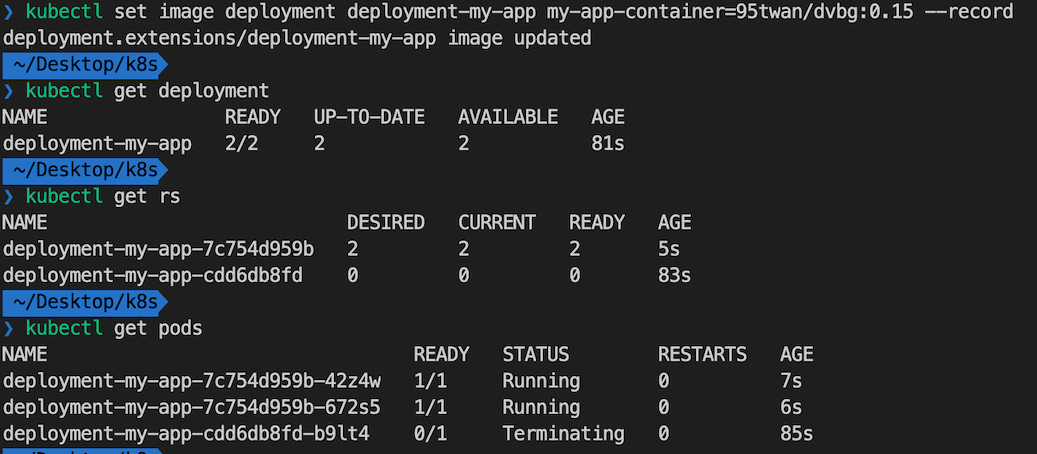 ❯ kubectl set image deployment deployment-my-app my-app-container=95twan/dvbg:0.15 --record
deployment.extensions/deployment-my-app image updated
~/Desktop/k8s
❯ kubectl get deployment
NAME READY UP-TO-DATE AVAILABLE AGE
deployment-my-app 2/2 2 2 81s
~/Desktop/k8s
❯ kubectl get rs
NAME DESIRED CURRENT READY AGE
deployment-my-app-7c754d959b 2 2 2 5s
deployment-my-app-cdd6db8fd 0 0 0 83s
~/Desktop/k8s
❯ kubectl get pods
NAME READY STATUS RESTARTS AGE
deployment-my-app-7c754d959b-42z4w 1/1 Running 0 7s
deployment-my-app-7c754d959b-672s5 1/1 Running 0 6s
deployment-my-app-cdd6db8fd-b9lt4 0/1 Terminating 0 85s